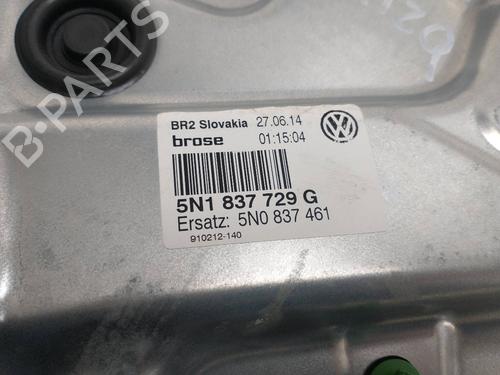 BR2 Slovakia 27.06.14
brose 01:15:04
5N1 837 729 G
Ersatz: 5N0 837 461
910212-140
B-PARTS
B-PARTS